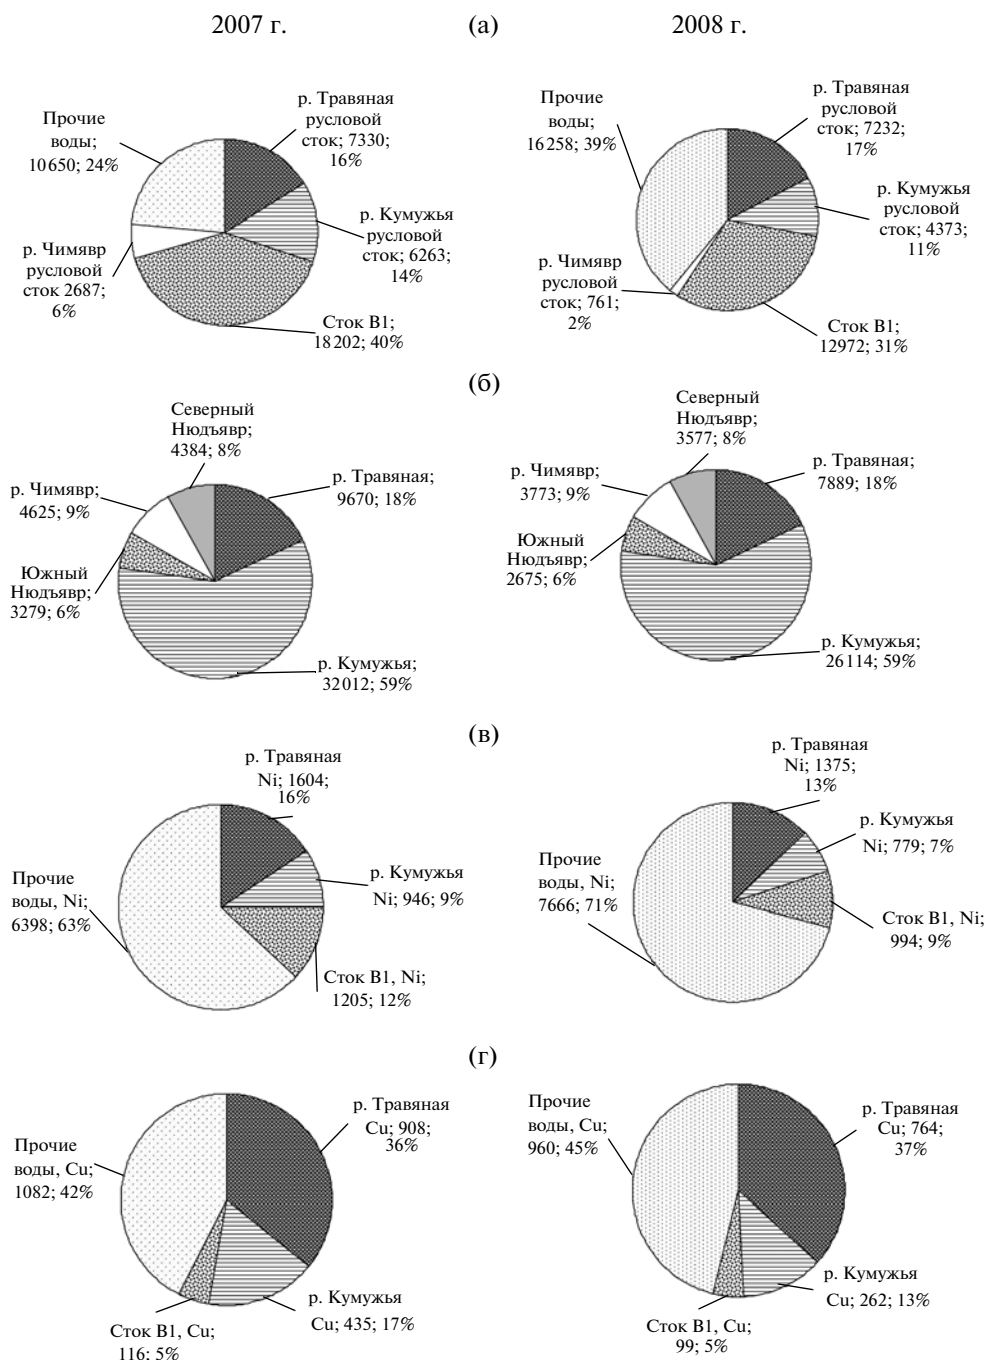 2007 г.
(а)
2008 г.
Прочие
воды;
10650; 24%
р. Травяная
русловой
сток; 7330;
16%
р. Кумужья
русловой
сток; 6263;
14%
р. Чимявр
русловой
сток 2687;
6%
Сток В1;
18202; 40%
Прочие
воды;
16258; 39%
р. Травяная
русловой
сток; 7232;
17%
р. Кумужья
русловой
сток; 4373;
11%
р. Чимявр
русловой
сток; 761;
2%
Сток В1;
12972; 31%
(б)
Северный
Нюдъявр;
4384; 8%
р. Чимявр;
4625; 9%
р. Травяная;
9670; 18%
Южный
Нюдъявр;
3279; 6%
р. Кумужья;
32012; 59%
Северный
Нюдъявр;
3577; 8%
р. Чимявр;
3773; 9%
р. Травяная;
7889; 18%
Южный
Нюдъявр;
2675; 6%
р. Кумужья;
26114; 59%
(в)
р. Травяная
Ni; 1604;
16%
р. Кумужья
Ni; 946; 9%
Прочие
воды, Ni;
6398; 63%
Сток В1, Ni;
1205; 12%
р. Травяная
Ni; 1375;
13%
р. Кумужья
Ni; 779; 7%
Прочие
воды, Ni;
7666; 71%
Сток В1, Ni;
994; 9%
(г)
р. Травяная
Cu; 908;
36%
Прочие
воды, Cu;
1082; 42%
р. Кумужья
Cu; 435; 17%
Сток В1, Cu;
116; 5%
Прочие
воды, Cu;
960; 45%
р. Травяная
Cu; 764;
37%
р. Кумужья
Cu; 262; 13%
Сток В1, Cu;
99; 5%